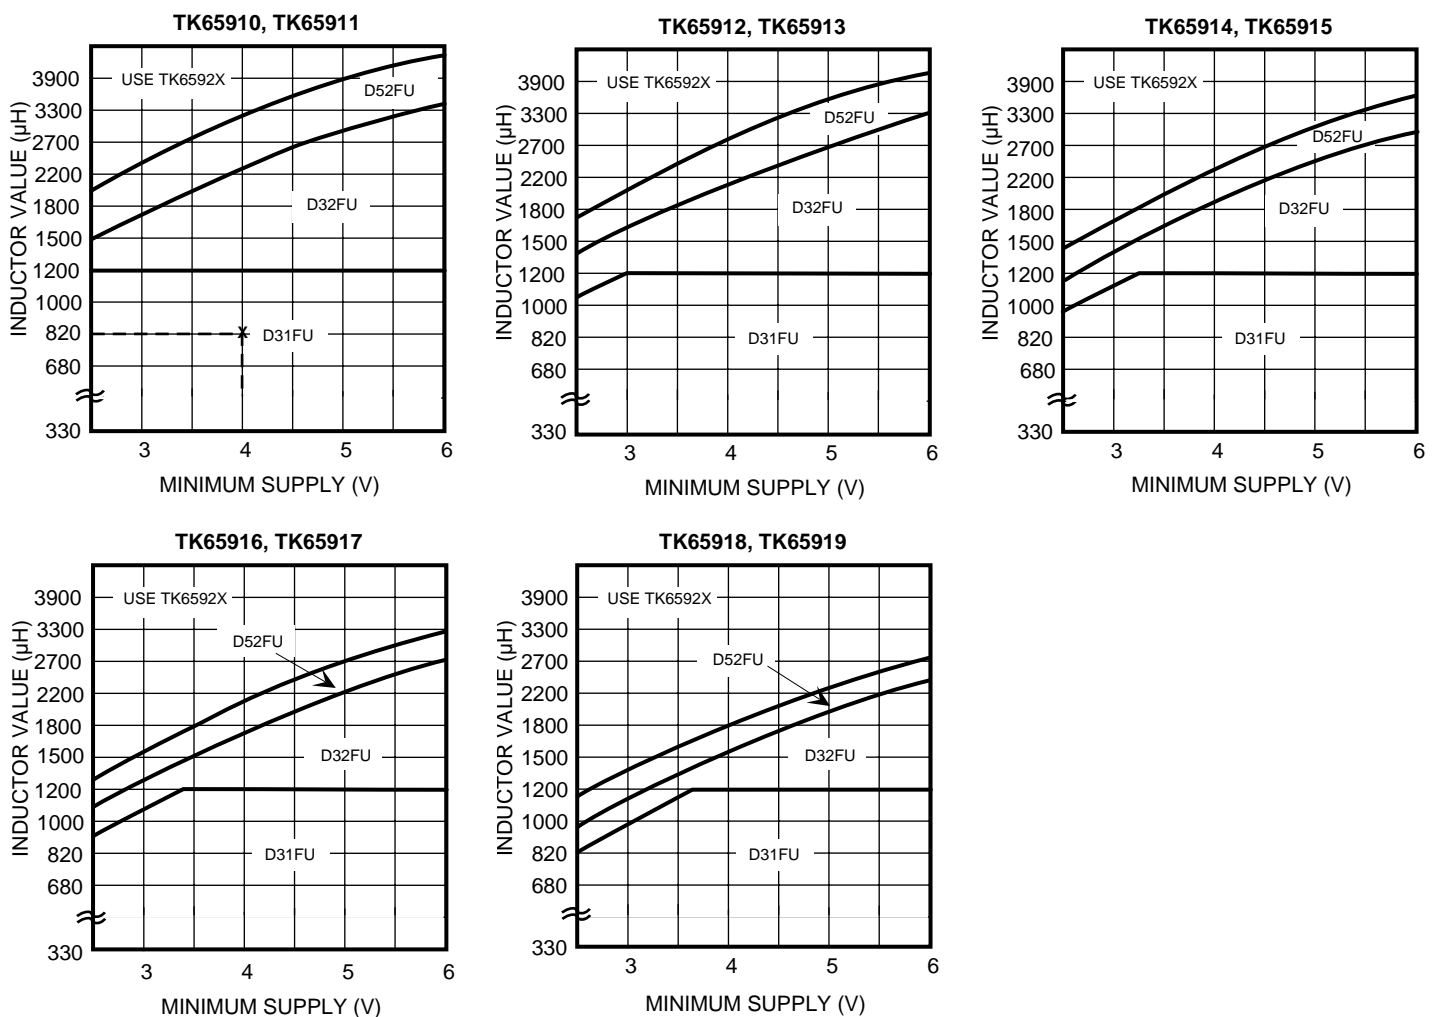 TK65910, TK65911
INDUCTOR VALUE (µH)
3900
3300
2700
2200
1800
1500
1200
1000
820
680
330
USE TK6592X
D52FU
D32FU
X
D31FU
3 4 5 6
MINIMUM SUPPLY (V)
TK65912, TK65913
INDUCTOR VALUE (µH)
3900
3300
2700
2200
1800
1500
1200
1000
820
680
330
USE TK6592X
D52FU
D32FU
D31FU
3 4 5 6
MINIMUM SUPPLY (V)
TK65914, TK65915
INDUCTOR VALUE (µH)
3900
3300
2700
2200
1800
1500
1200
1000
820
680
330
USE TK6592X
D52FU
D32FU
D31FU
3 4 5 6
MINIMUM SUPPLY (V)
TK65916, TK65917
INDUCTOR VALUE (µH)
3900
3300
2700
2200
1800
1500
1200
1000
820
680
330
USE TK6592X
D52FU
D32FU
D31FU
3 4 5 6
MINIMUM SUPPLY (V)
TK65918, TK65919
INDUCTOR VALUE (µH)
3900
3300
2700
2200
1800
1500
1200
1000
820
680
330
USE TK6592X
D52FU
D32FU
D31FU
3 4 5 6
MINIMUM SUPPLY (V)